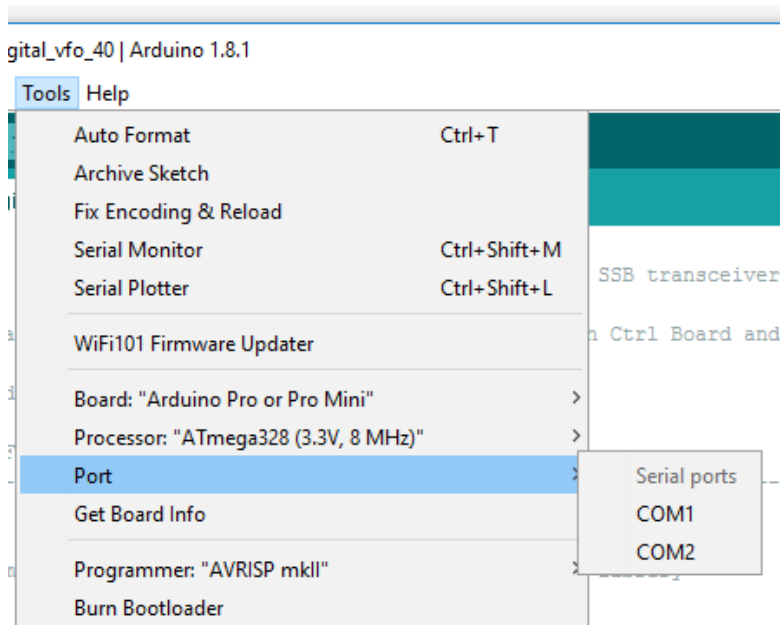 gital_vfo_40 | Arduino 1.8.1
Tools Help
Auto Format Ctrl+T
Archive Sketch
Fix Encoding & Reload
Serial Monitor Ctrl+Shift+M
Serial Plotter Ctrl+Shift+L
SSB transceiver
WiFi101 Firmware Updater
Ctrl Board and
Board: "Arduino Pro or Pro Mini"
Processor: "ATmega328 (3.3V, 8 MHz)"
Port
Serial ports
Get Board Info
COM1
COM2
Programmer: "AVRISP mkII"
Burn Bootloader